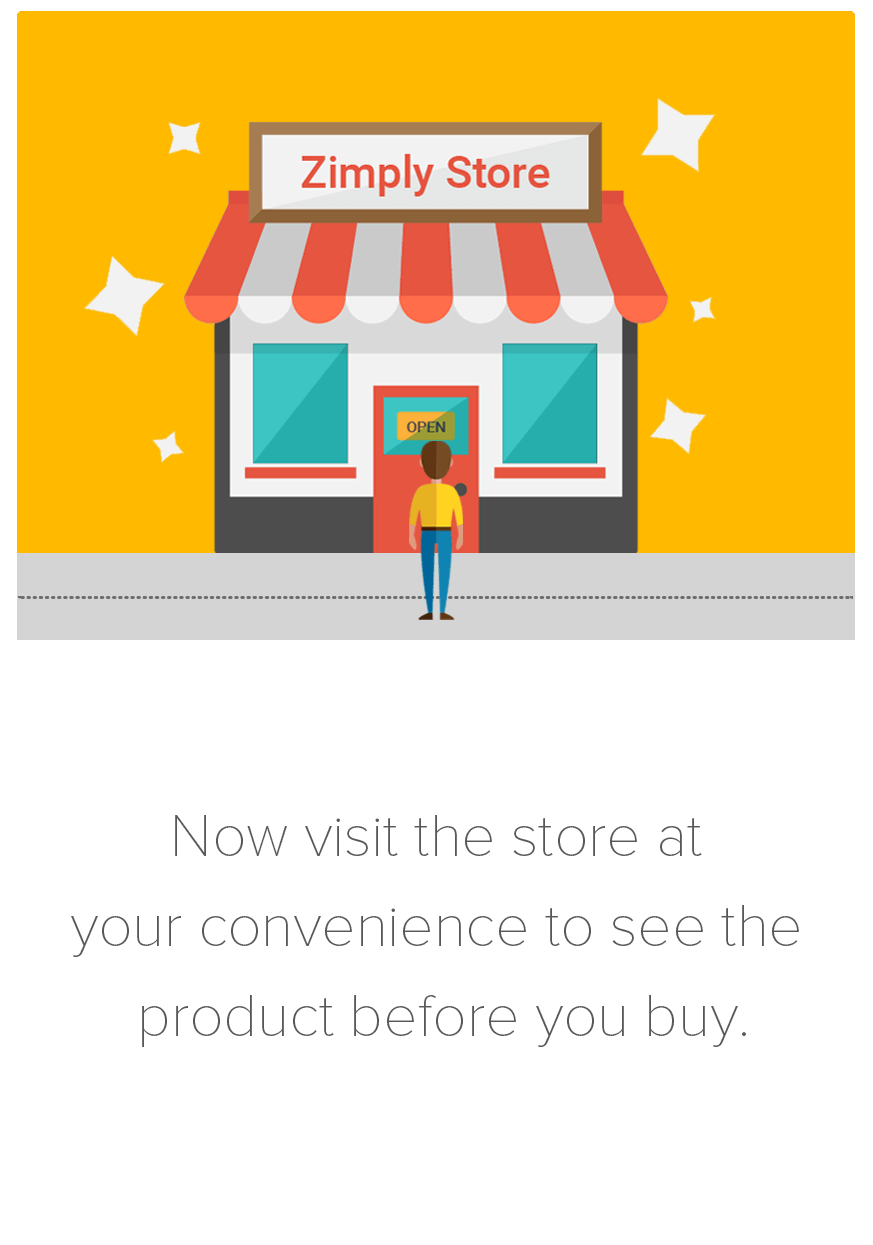 Zimply Store
OPEN
Now visit the store at
your convenience to see the
product before you buy.